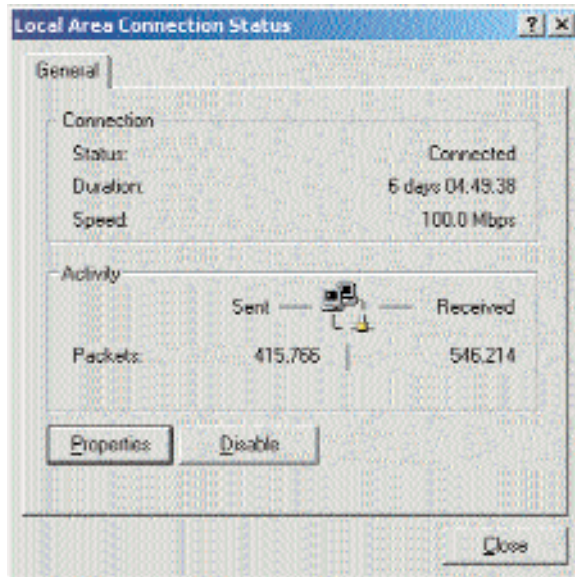 Local Area Connection Status
General
Connection
Status: Connected
Duration: 6 days 04:49:38
Speed: 100.0 Mbps
Activity
Sent Received
Packets: 415,766 546,214
Properties Disable
Close